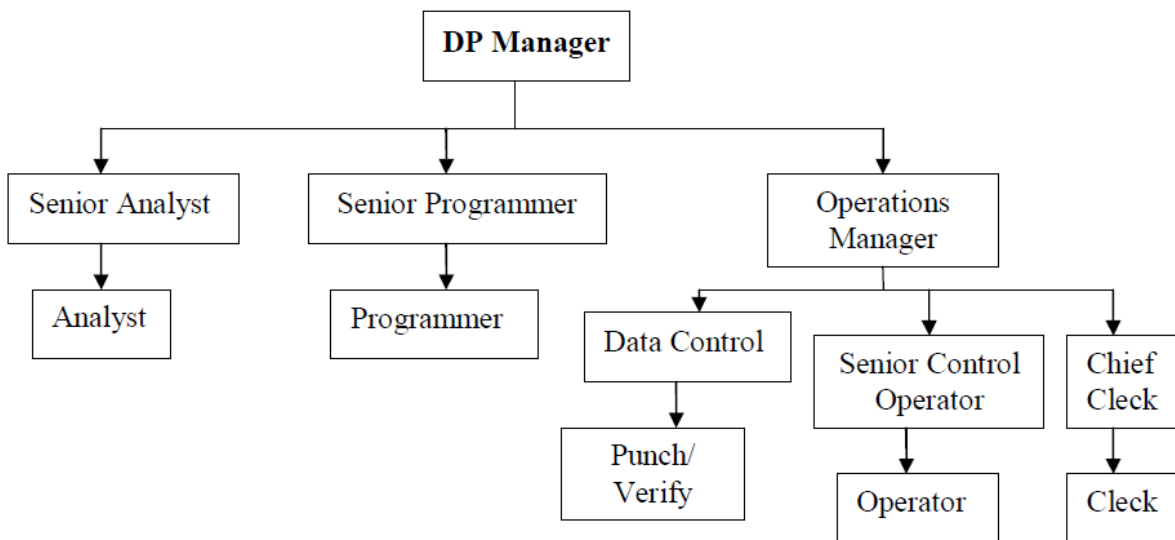 DP Manager
Senior Analyst
Senior Programmer
Operations
Manager
Analyst
Programmer
Data Control
Senior Control
Operator
Chief
Cleck
Punch/
Verify
Operator
Cleck